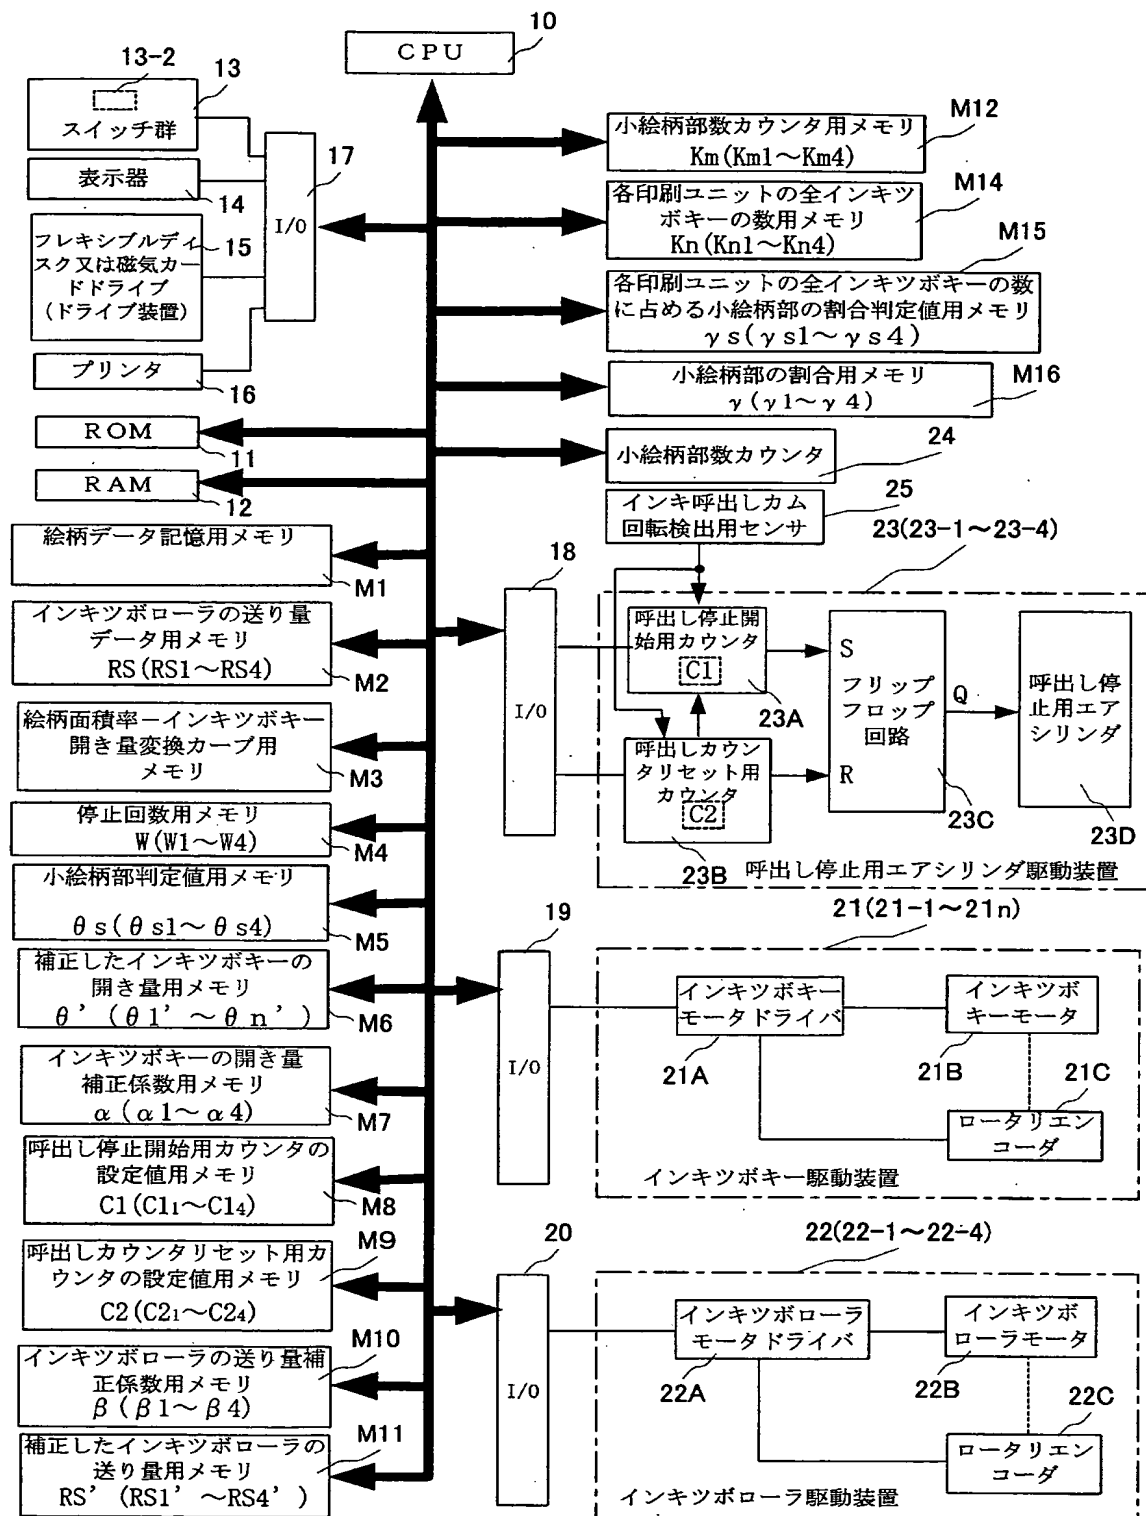 10
CPU
13-2
13
スイッチ群
17
I/O
表示器
14
フレキシブルディ
スク又は磁気カー
ドドライブ
(ドライブ装置)
15
プリンタ
16
ROM
11
RAM
12
絵柄データ記憶用メモリ
M1
インキツボローラの送り量
データ用メモリ
RS(RS1～RS4)
M2
絵柄面積率－インキツボキー
開き量変換カーブ用
メモリ
M3
停止回数用メモリ
W(W1～W4)
M4
小絵柄部判定値用メモリ
θs(θs1～θs4)
M5
補正したインキツボキーの
開き量用メモリ
θ'(θ1'～θn')
M6
インキツボキーの開き量
補正係数用メモリ
α(α1～α4)
M7
呼出し停止開始用カウンタの
設定値用メモリ
C1(C1₁～C1₄)
M8
呼出しカウンタリセット用カ
ウンタの設定値用メモリ
C2(C2₁～C2₄)
M9
インキツボローラの送り量補
正係数用メモリ
β(β1～β4)
M10
補正したインキツボローラの
送り量用メモリ
RS'(RS1'～RS4')
M11
小絵柄部数カウンタ用メモリ
Km(Km1～Km4)
M12
各印刷ユニットの全インキツ
ボキーの数用メモリ
Kn(Kn1～Kn4)
M14
各印刷ユニットの全インキツボキーの数
に占める小絵柄部の割合判定値用メモリ
γs(γs1～γs4)
M15
小絵柄部の割合用メモリ
γ(γ1～γ4)
M16
小絵柄部数カウンタ
24
インキ呼出しカム
回転検出用センサ
25
18
I/O
23(23-1～23-4)
呼出し停止開
始用カウンタ
C1
23A
呼出しカウン
タリセット用
カウンタ
C2
23B
S
フリップ
フロップ
回路
R
Q
23C
呼出し停
止用エア
シリンダ
23D
呼出し停止用エアシリンダ駆動装置
19
I/O
21(21-1～21n)
インキツボキー
モータドライバ
21A
インキツボ
キーモータ
21B
21C
ロータリエン
コーダ
インキツボキー駆動装置
20
I/O
22(22-1～22-4)
インキツボローラ
モータドライバ
22A
インキツボ
ローラモータ
22B
22C
ロータリエン
コーダ
インキツボローラ駆動装置